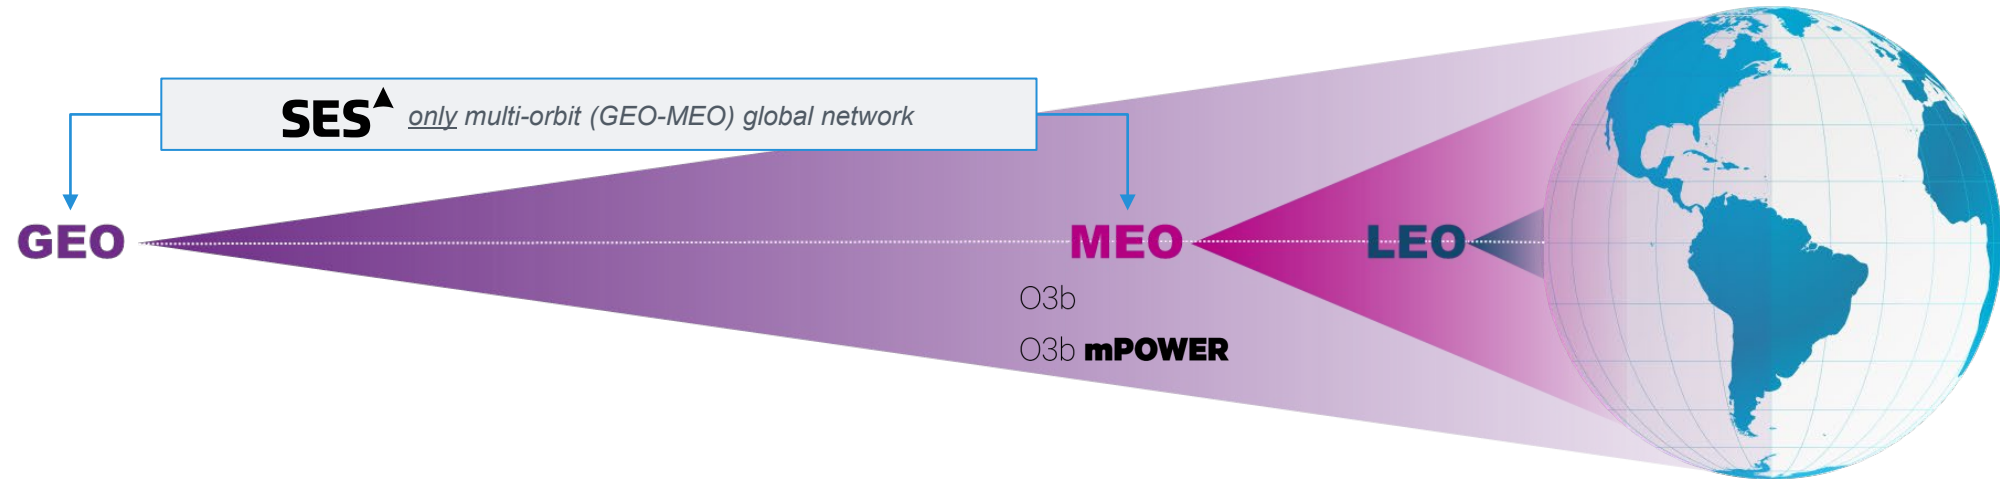 SES only multi-orbit (GEO-MEO) global network
GEO MEO LEO
O3b
O3b mPOWER